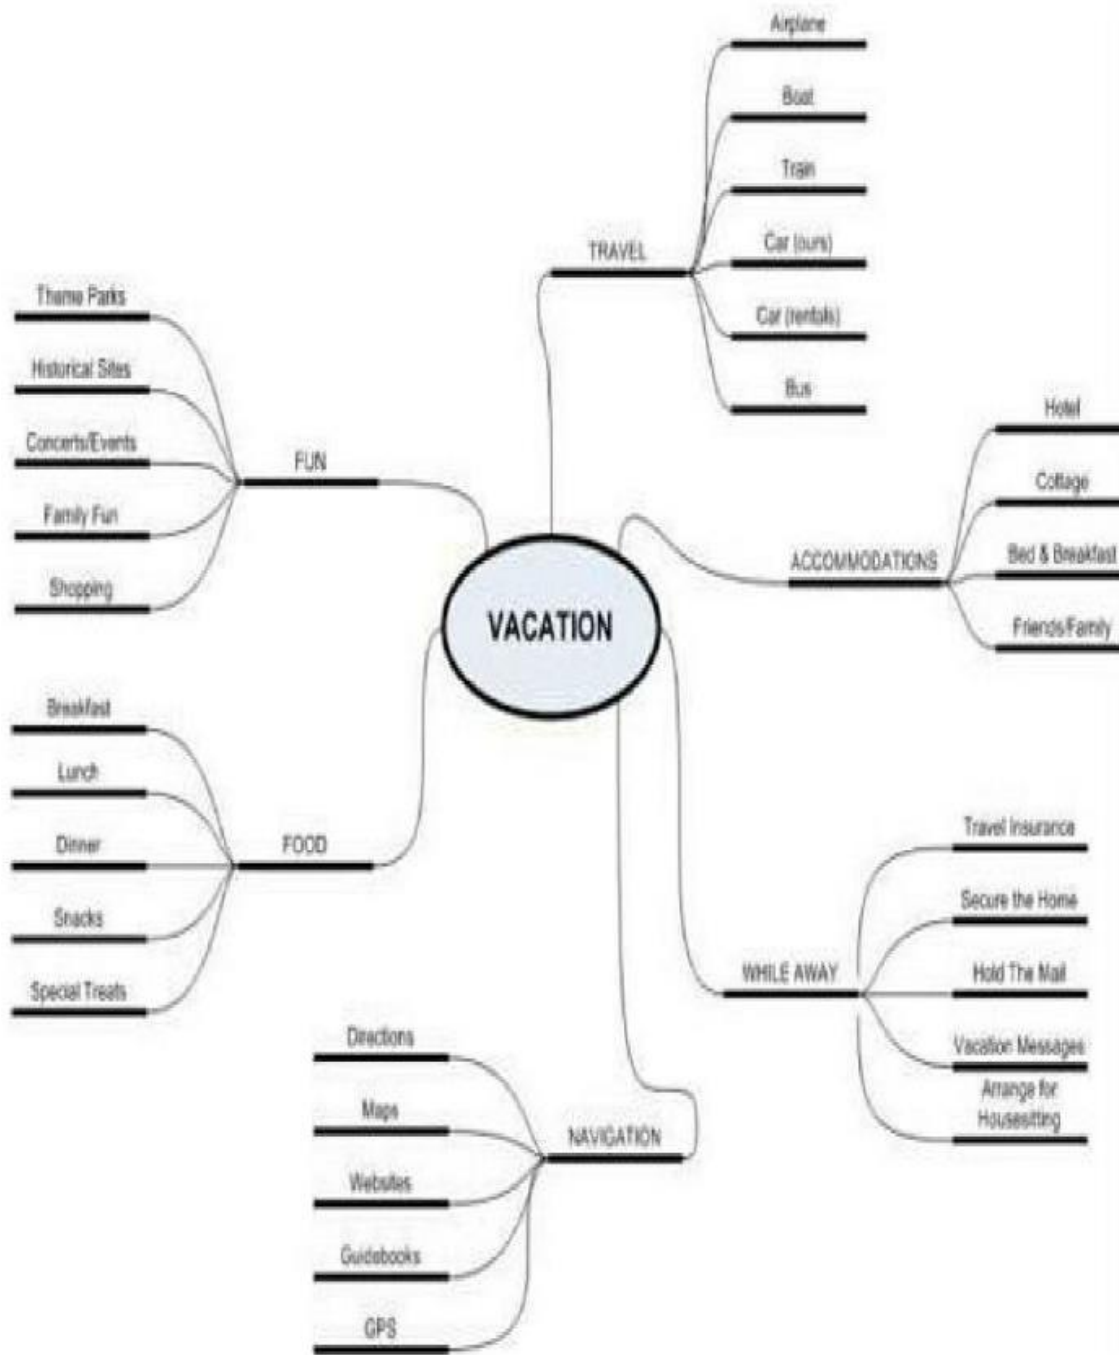 VACATION
TRAVEL
Airplane
Boat
Train
Car (ours)
Car (rentals)
Bus
ACCOMMODATIONS
Hotel
Cottage
Bed & Breakfast
Friends/Family
WHILE AWAY
Travel Insurance
Secure the Home
Hold The Mail
Vacation Messages
Arrange for
Housesitting
NAVIGATION
Directions
Maps
Websites
Guidebooks
GPS
FOOD
Breakfast
Lunch
Dinner
Snacks
Special Treats
FUN
Theme Parks
Historical Sites
Concerts/Events
Family Fun
Shopping